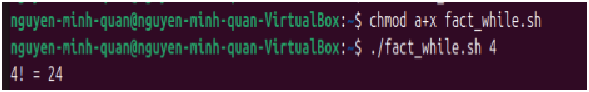 nguyen-minh-quan@nguyen-minh-quan-VirtualBox:~$ chmod a+x fact_while.sh
nguyen-minh-quan@nguyen-minh-quan-VirtualBox:~$ ./fact_while.sh 4
4! = 24